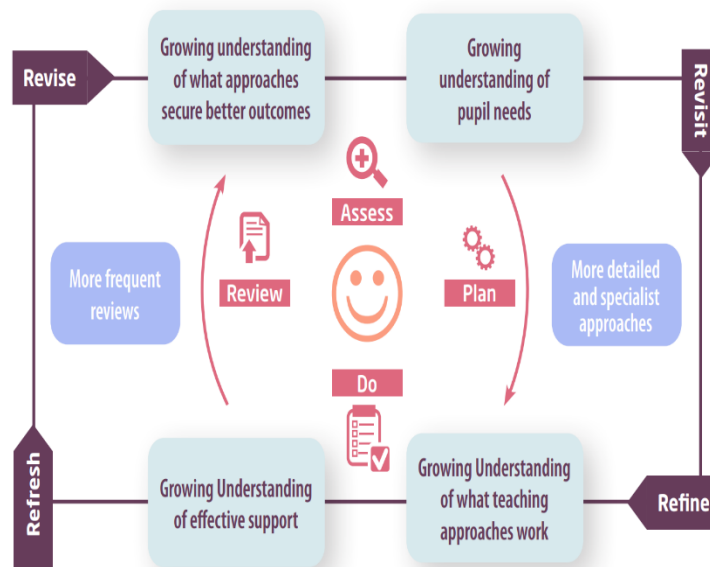 Revise
Growing understanding
of what approaches
secure better outcomes
Growing
understanding of
pupil needs
Revisit
Assess
More frequent
reviews
Review
Plan
More detailed
and specialist
approaches
Do
Refresh
Growing Understanding
of effective support
Growing Understanding
of what teaching
approaches work
Refine